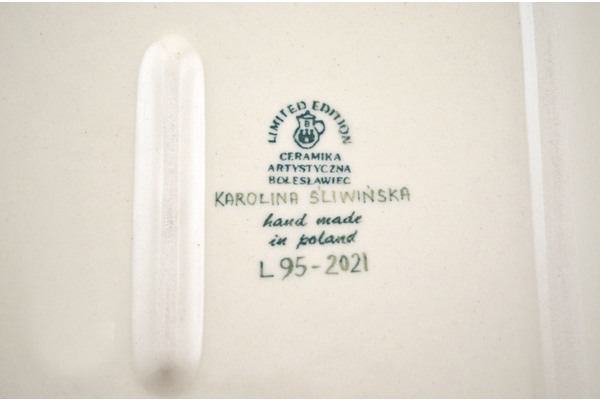 LIMITED EDITION
B
CERAMIKA
ARTYSTYCZNA
BOLESŁAWIEC
KAROLINA ŚLIWIŃSKA
hand made
in poland
L 95-2021